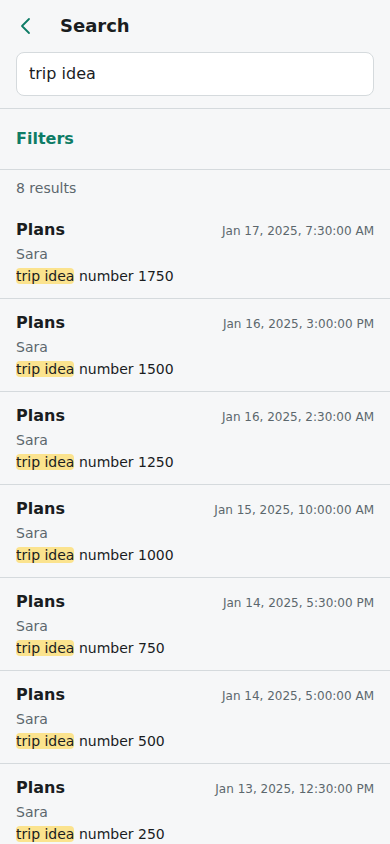 Search
trip idea
Filters
8 results
Plans Jan 17, 2025, 7:30:00 AM
Sara
trip idea number 1750
Plans Jan 16, 2025, 3:00:00 PM
Sara
trip idea number 1500
Plans Jan 16, 2025, 2:30:00 AM
Sara
trip idea number 1250
Plans Jan 15, 2025, 10:00:00 AM
Sara
trip idea number 1000
Plans Jan 14, 2025, 5:30:00 PM
Sara
trip idea number 750
Plans Jan 14, 2025, 5:00:00 AM
Sara
trip idea number 500
Plans Jan 13, 2025, 12:30:00 PM
Sara
trip idea number 250